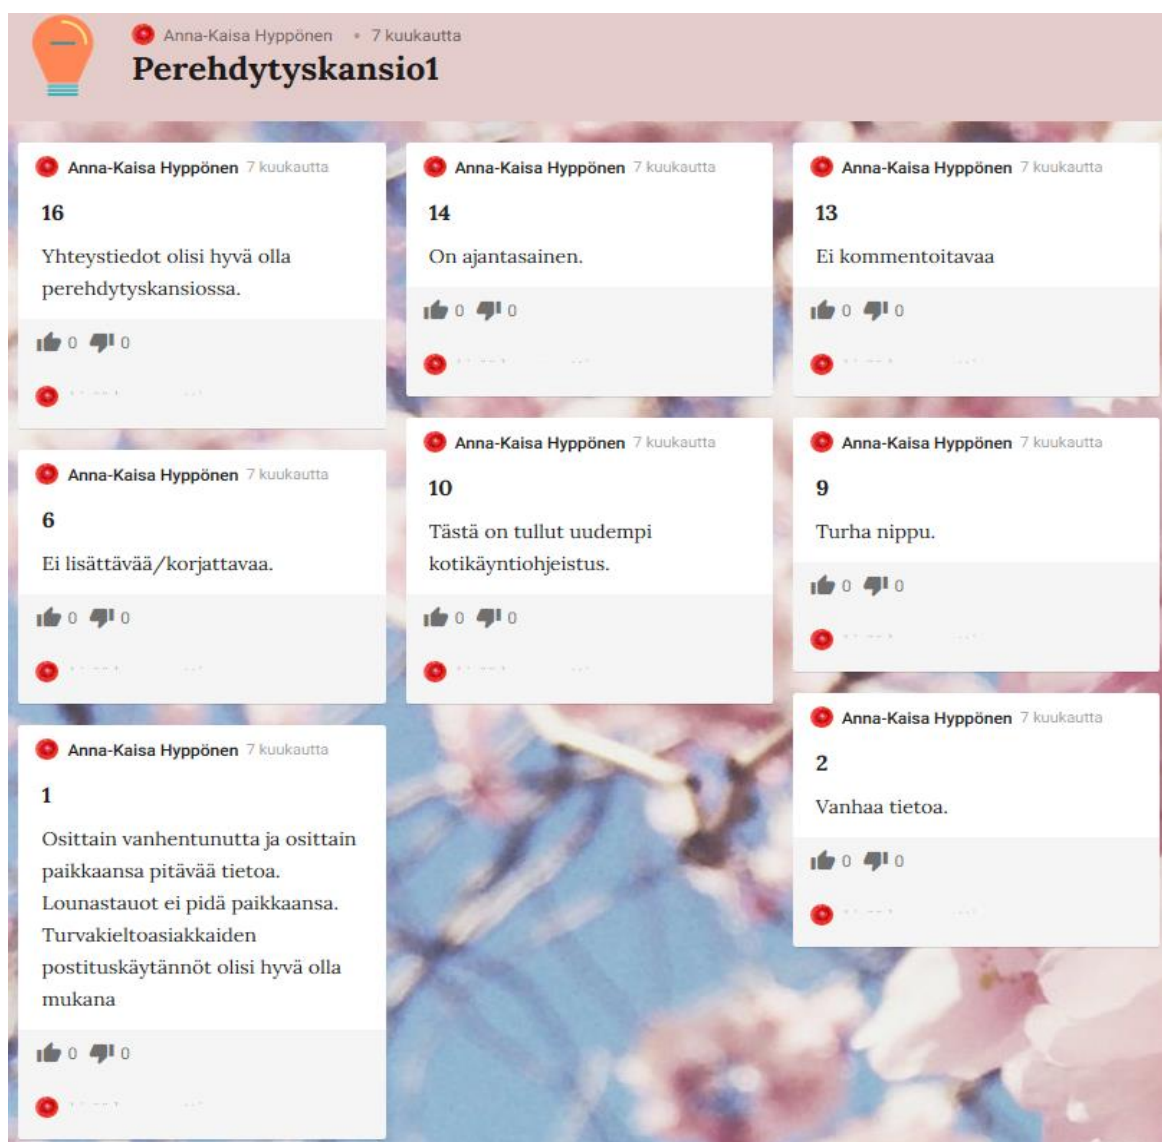 Anna-Kaisa Hyppönen • 7 kuukautta
Perehdytyskansio1
Anna-Kaisa Hyppönen 7 kuukautta
16
Yhteystiedot olisi hyvä olla
perehdytyskansiossa.
0 0
Anna-Kaisa Hyppönen 7 kuukautta
6
Ei lisättävää/korjattavaa.
0 0
Anna-Kaisa Hyppönen 7 kuukautta
1
Osittain vanhentunutta ja osittain
paikkaansa pitävää tietoa.
Lounastauot ei pidä paikkaansa.
Turvakieltoasiakkaiden
postituskäytännöt olisi hyvä olla
mukana
0 0
Anna-Kaisa Hyppönen 7 kuukautta
14
On ajantasainen.
0 0
Anna-Kaisa Hyppönen 7 kuukautta
10
Tästä on tullut uudempi
kotikäyntiohjeistus.
0 0
Anna-Kaisa Hyppönen 7 kuukautta
13
Ei kommentoitavaa
0 0
Anna-Kaisa Hyppönen 7 kuukautta
9
Turha nippu.
0 0
Anna-Kaisa Hyppönen 7 kuukautta
2
Vanhaa tietoa.
0 0